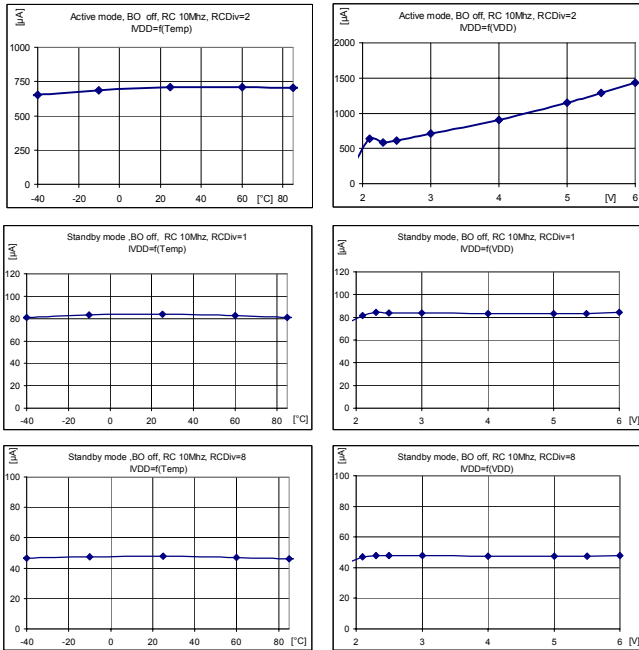 [µA]
Active mode, BO off, RC 10Mhz, RCDiv=2
IVDD=f(Temp)
1000
750
500
250
0
-40 -20 0 20 40 60 [°C] 80
[µA]
Active mode, BO off, RC 10Mhz, RCDiv=2
IVDD=f(VDD)
2000
1500
1000
500
0
2 3 4 5 [V] 6
[µA]
Standby mode ,BO off, RC 10Mhz, RCDiv=1
IVDD=f(Temp)
120
100
80
60
40
20
0
-40 -20 0 20 40 60 80 [°C]
[µA]
Standby mode, BO off, RC 10Mhz, RCDiv=1
IVDD=f(VDD)
120
100
80
60
40
20
0
2 3 4 5 6 [V]
[µA]
Standby mode ,BO off, RC 10Mhz, RCDiv=8
IVDD=f(Temp)
100
80
60
40
20
0
-40 -20 0 20 40 60 80 [°C]
[µA]
Standby mode, BO off, RC 10Mhz, RCDiv=8
IVDD=f(VDD)
100
80
60
40
20
0
2 3 4 5 6 [V]